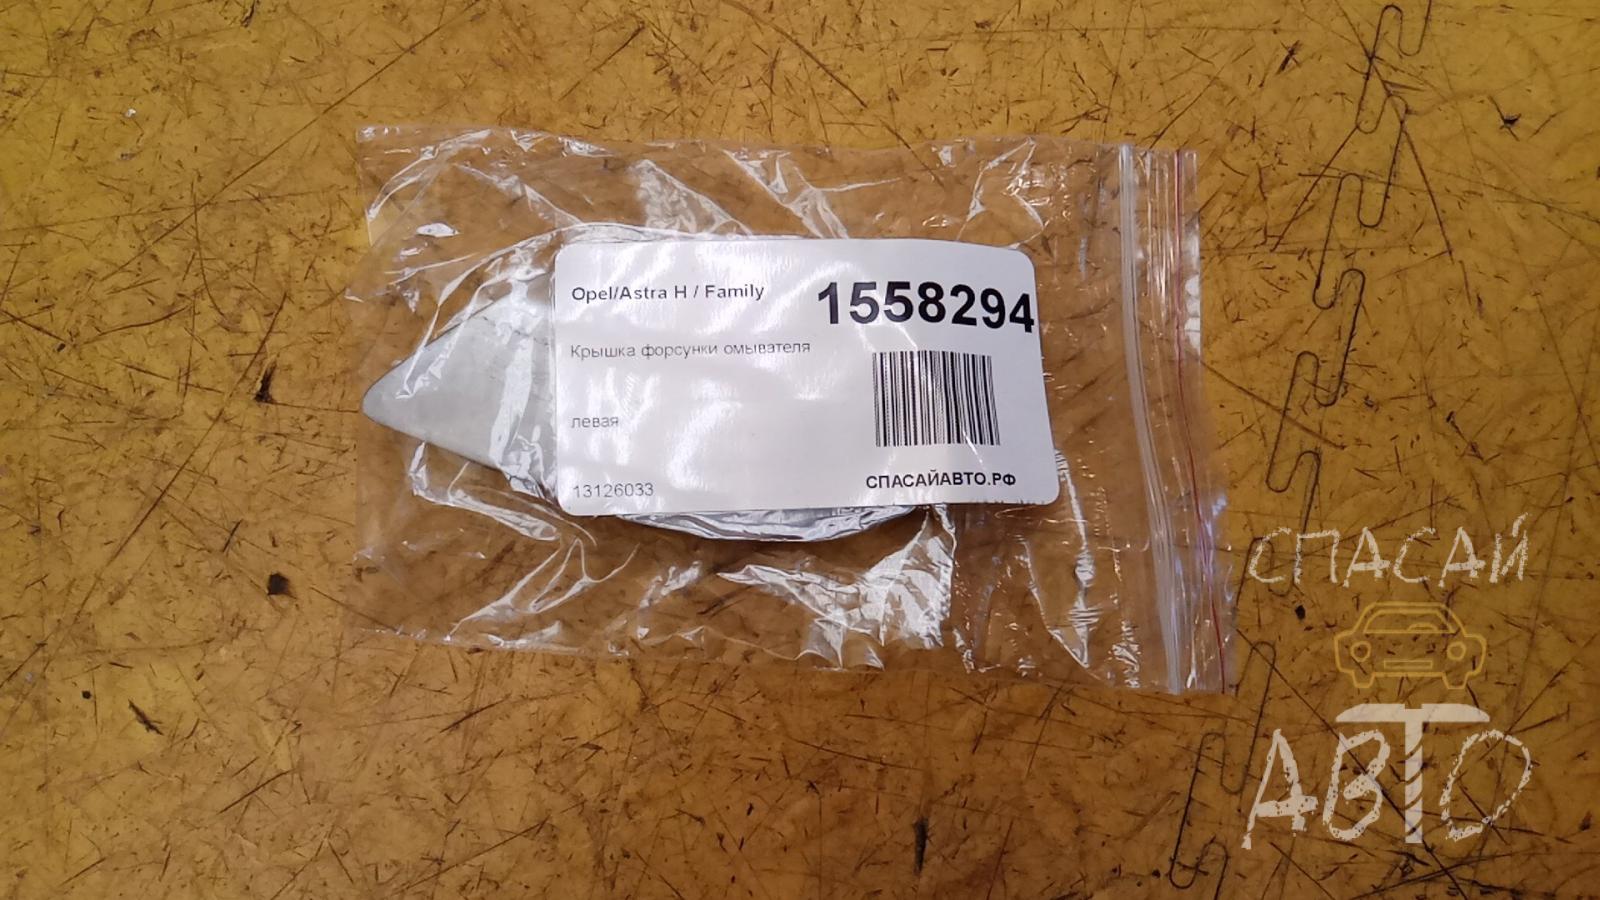 Opel/Astra H / Family
1558294
Крышка форсунки омывателя
левая
13126033
СПАСАЙАВТО.РФ
СПАСАЙ
АВТО